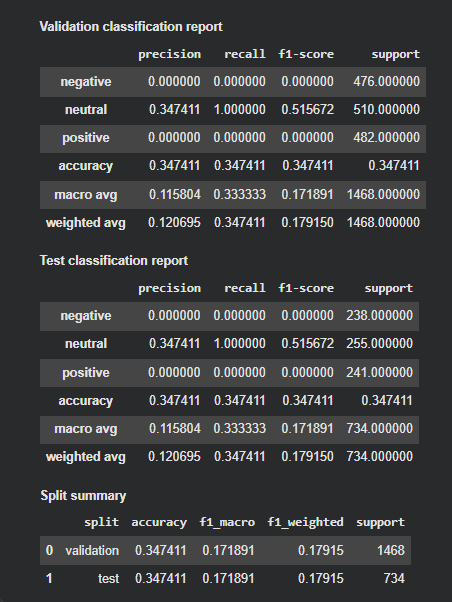 Validation classification report
precision recall f1-score support
negative 0.000000 0.000000 0.000000 476.000000
neutral 0.347411 1.000000 0.515672 510.000000
positive 0.000000 0.000000 0.000000 482.000000
accuracy 0.347411 0.347411 0.347411 0.347411
macro avg 0.115804 0.333333 0.171891 1468.000000
weighted avg 0.120695 0.347411 0.179150 1468.000000
Test classification report
precision recall f1-score support
negative 0.000000 0.000000 0.000000 238.000000
neutral 0.347411 1.000000 0.515672 255.000000
positive 0.000000 0.000000 0.000000 241.000000
accuracy 0.347411 0.347411 0.347411 0.347411
macro avg 0.115804 0.333333 0.171891 734.000000
weighted avg 0.120695 0.347411 0.179150 734.000000
Split summary
split accuracy f1_macro f1_weighted support
0 validation 0.347411 0.171891 0.17915 1468
1 test 0.347411 0.171891 0.17915 734